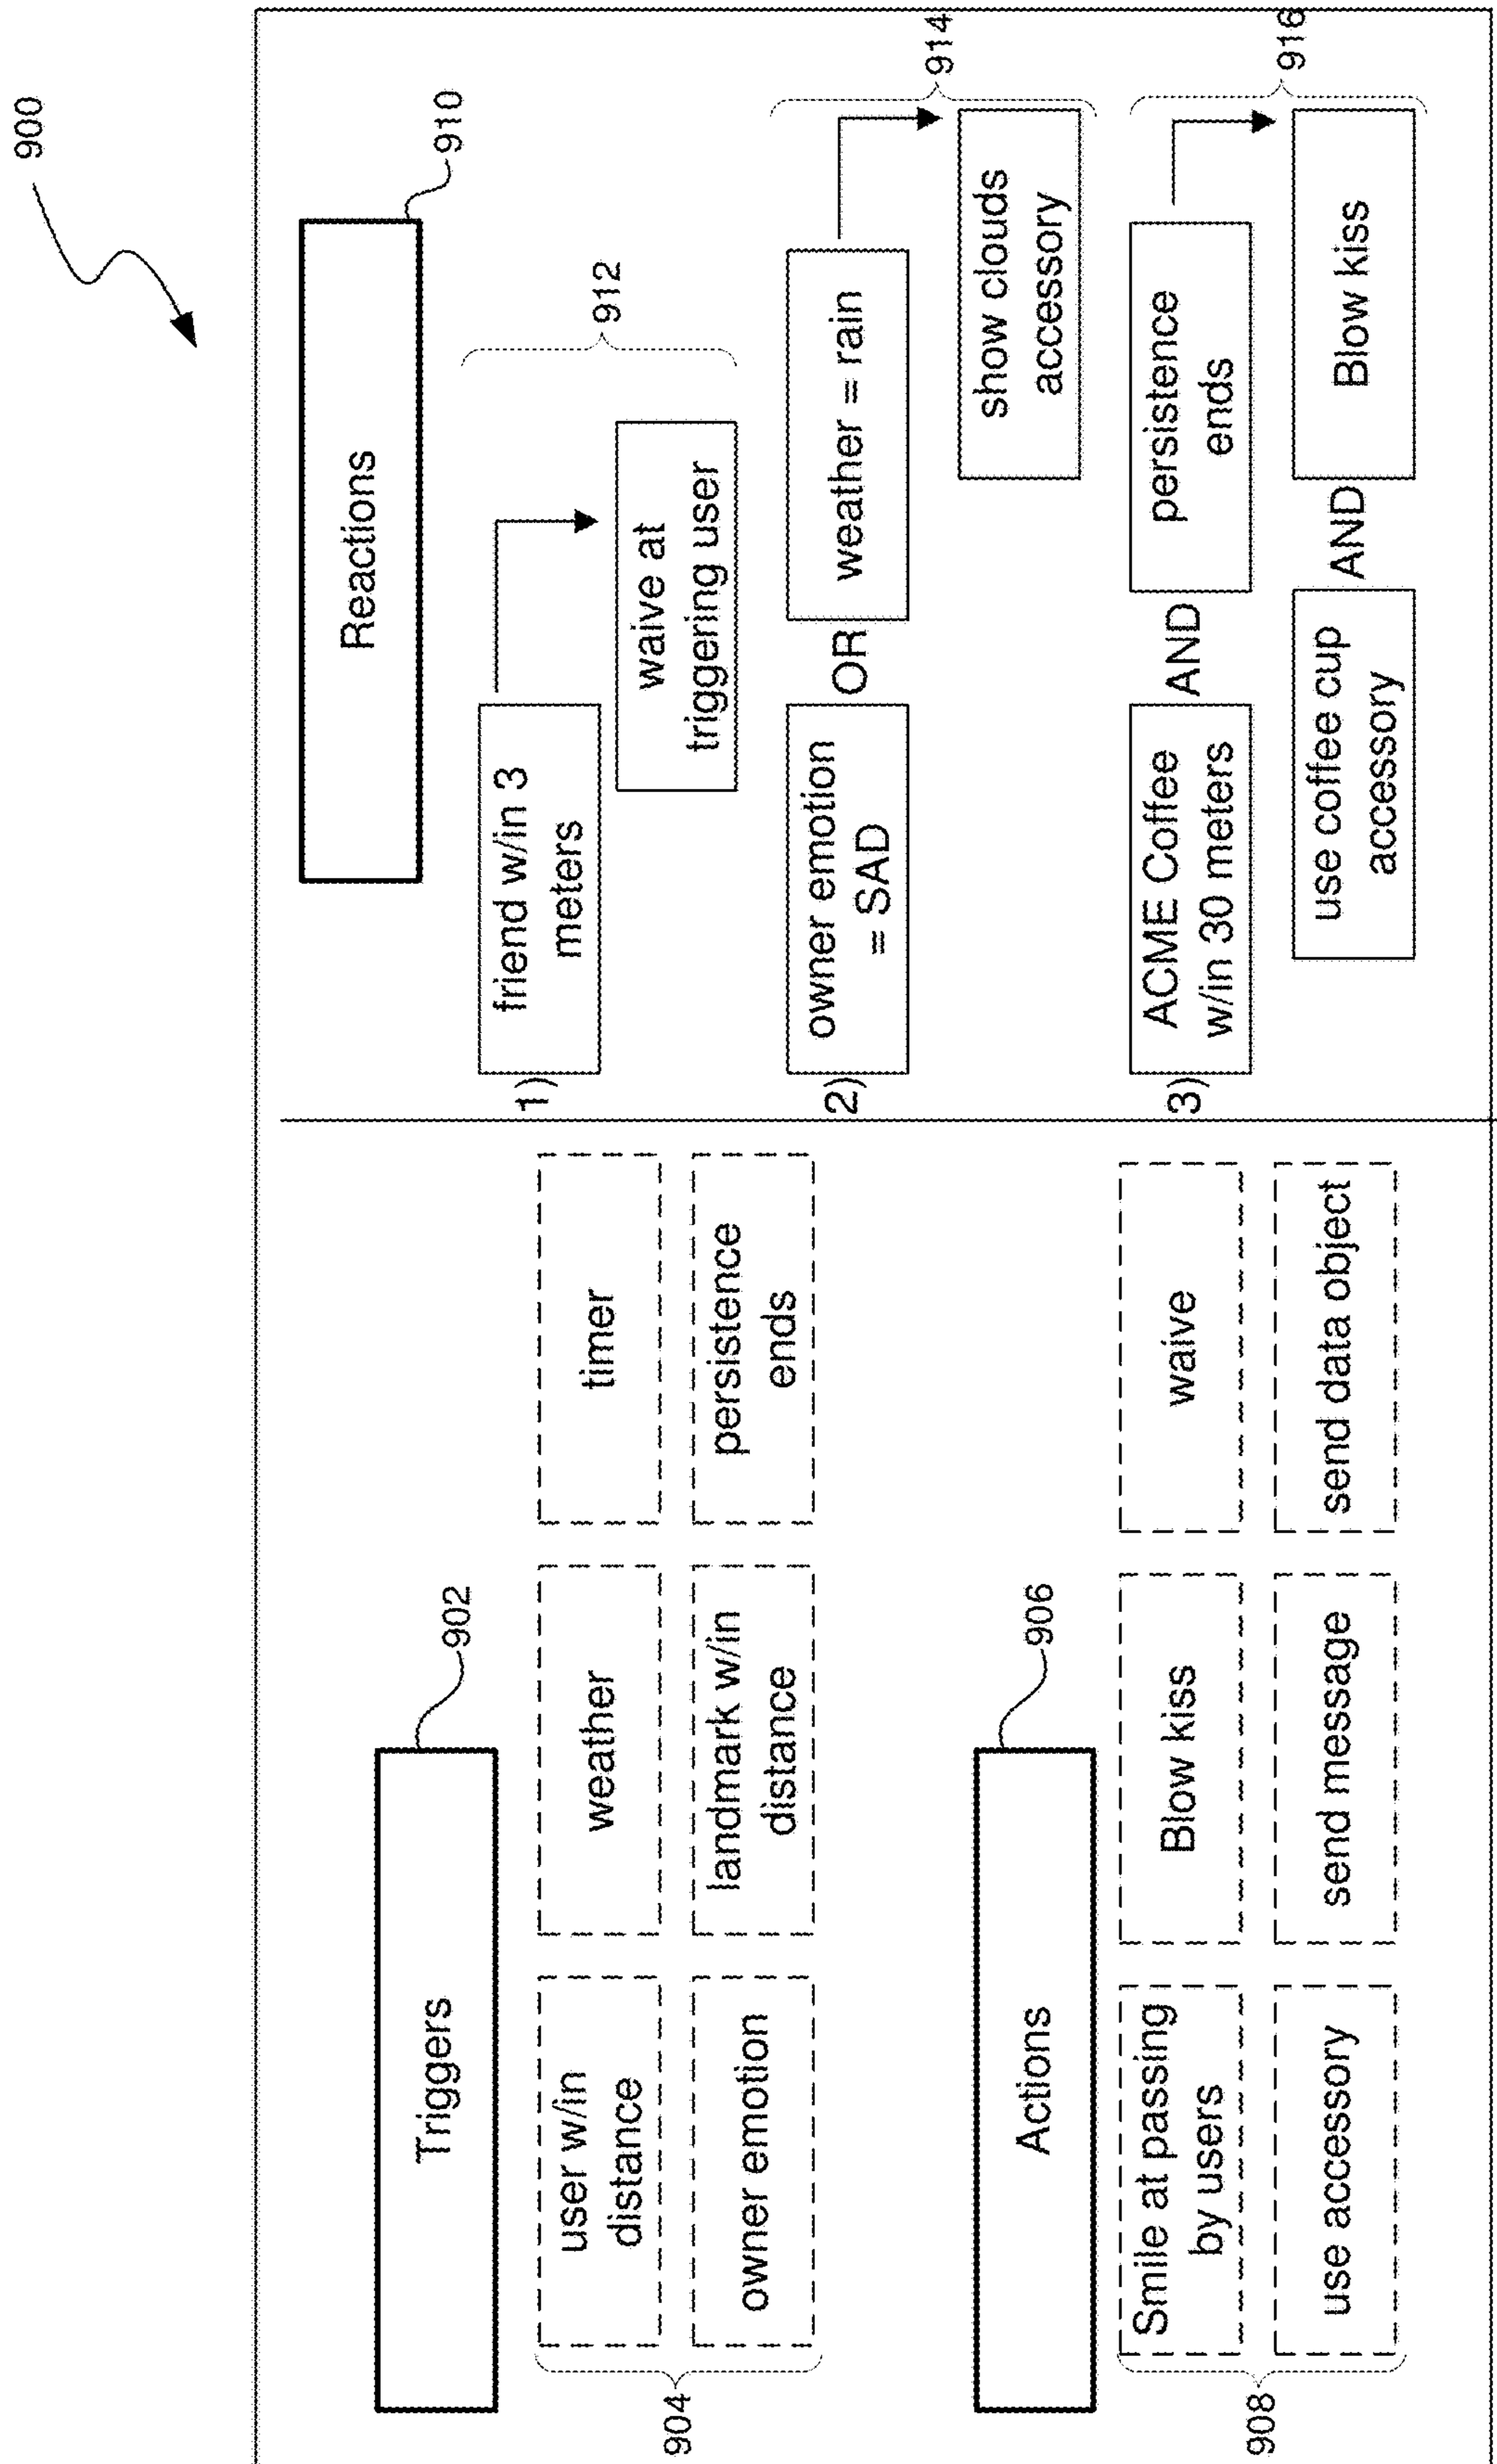 900
Triggers
902
user w/in
distance
weather
timer
owner emotion
landmark w/in
distance
persistence
ends
904
Actions
906
Smile at passing
by users
Blow kiss
waive
use accessory
send message
send data object
908
Reactions
910
1)
friend w/in 3
meters
waive at
triggering user
912
2)
owner emotion
= SAD
OR
weather = rain
show clouds
accessory
914
3)
ACME Coffee
w/in 30 meters
AND
persistence
ends
use coffee cup
accessory
AND
Blow kiss
916